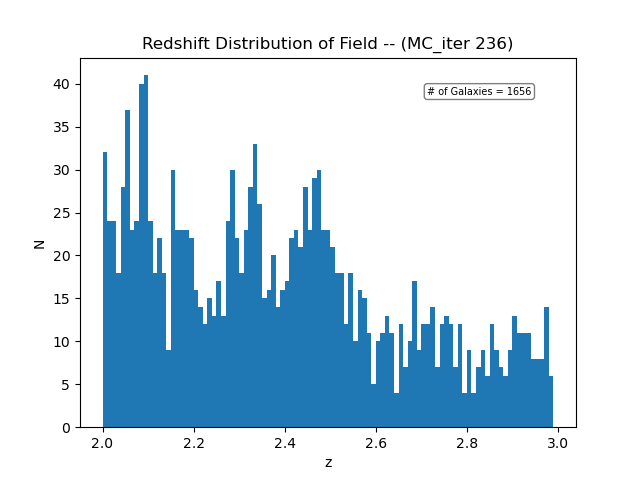 Redshift Distribution of Field -- (MC_iter 236)
# of Galaxies = 1656
40
35
30
25
20
15
10
5
0
N
2.0 2.2 2.4 2.6 2.8 3.0
z